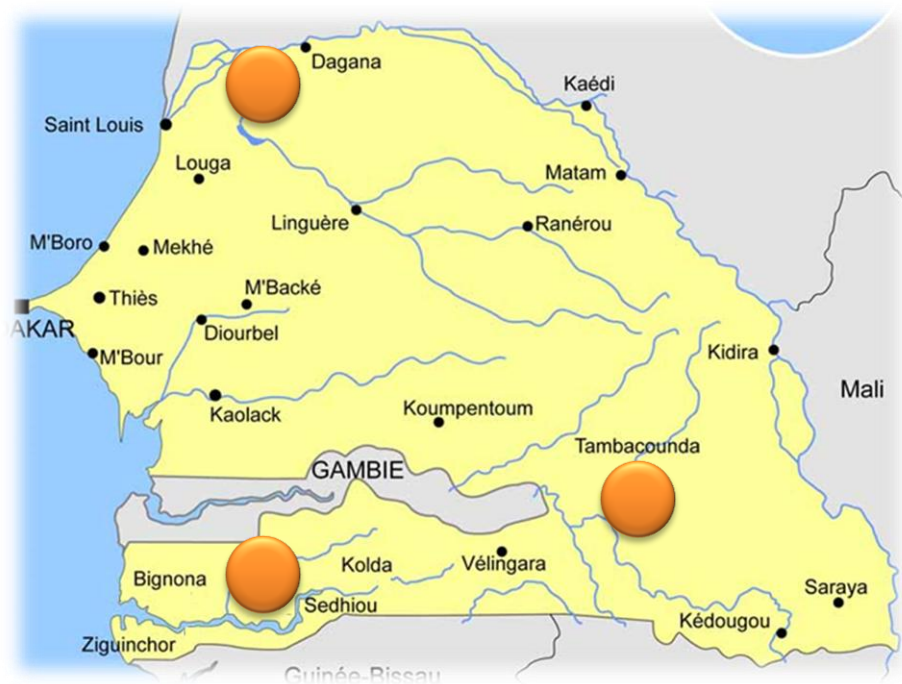 Dagana
Kaédi
Saint Louis
Louga
Matam
Linguère
Ranérou
M'Boro
Mekhé
M'Backé
Thiès
AKAR
Diourbel
M'Bour
Kidira
Mali
Kaolack
Koumpentoum
Tambacounda
GAMBIE
Bignona
Kolda
Vélingara
Sedhiou
Saraya
Kédougou
Ziguinchor
Guinée-Bissau